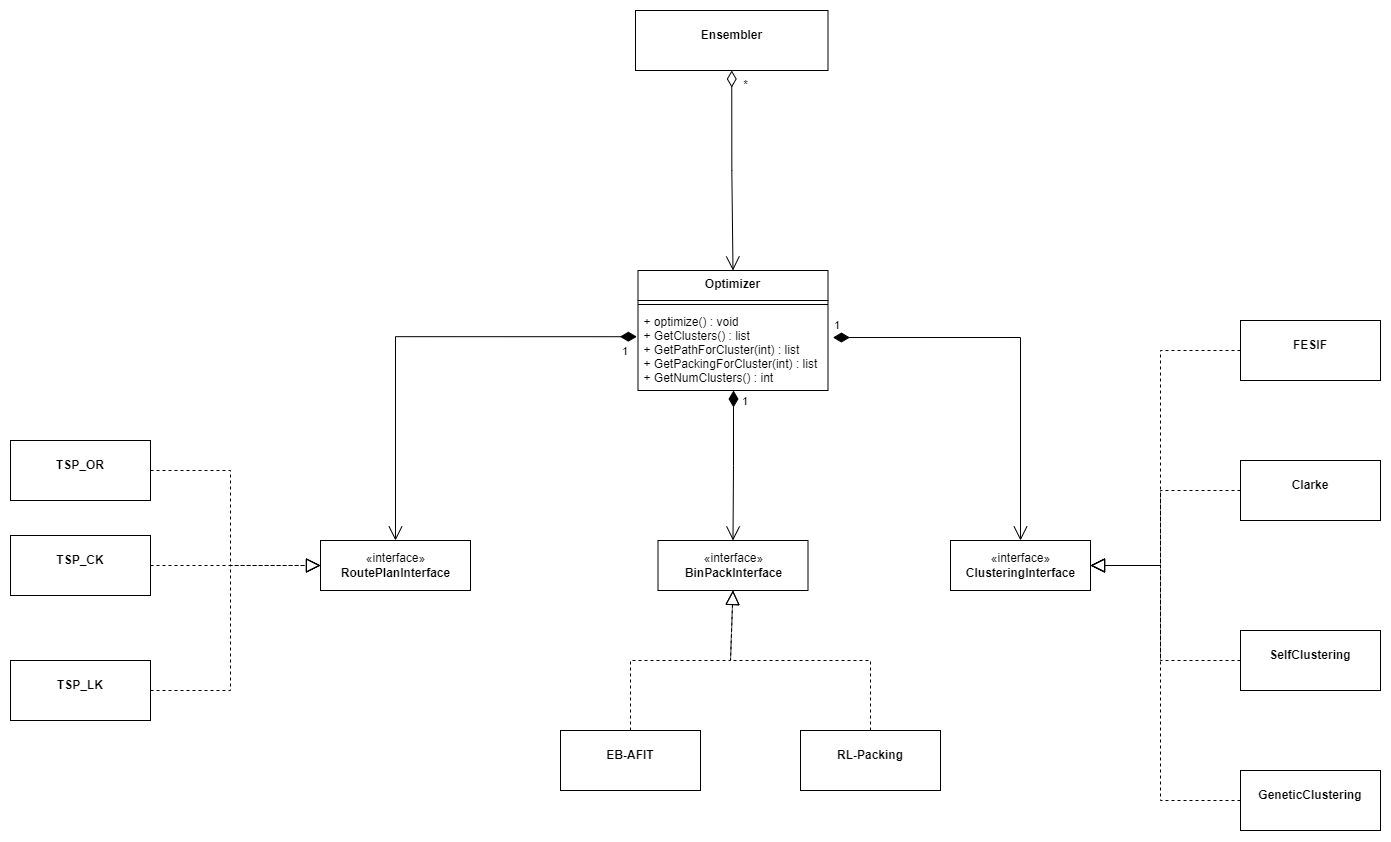 Ensembler
*
Optimizer
+ optimize() : void
+ GetClusters() : list
+ GetPathForCluster(int) : list
+ GetPackingForCluster(int) : list
+ GetNumClusters() : int
1
1
1
FESIF
Clarke
SelfClustering
GeneticClustering
TSP_OR
TSP_CK
TSP_LK
«interface»
RoutePlanInterface
«interface»
BinPackInterface
«interface»
ClusteringInterface
EB-AFIT
RL-Packing